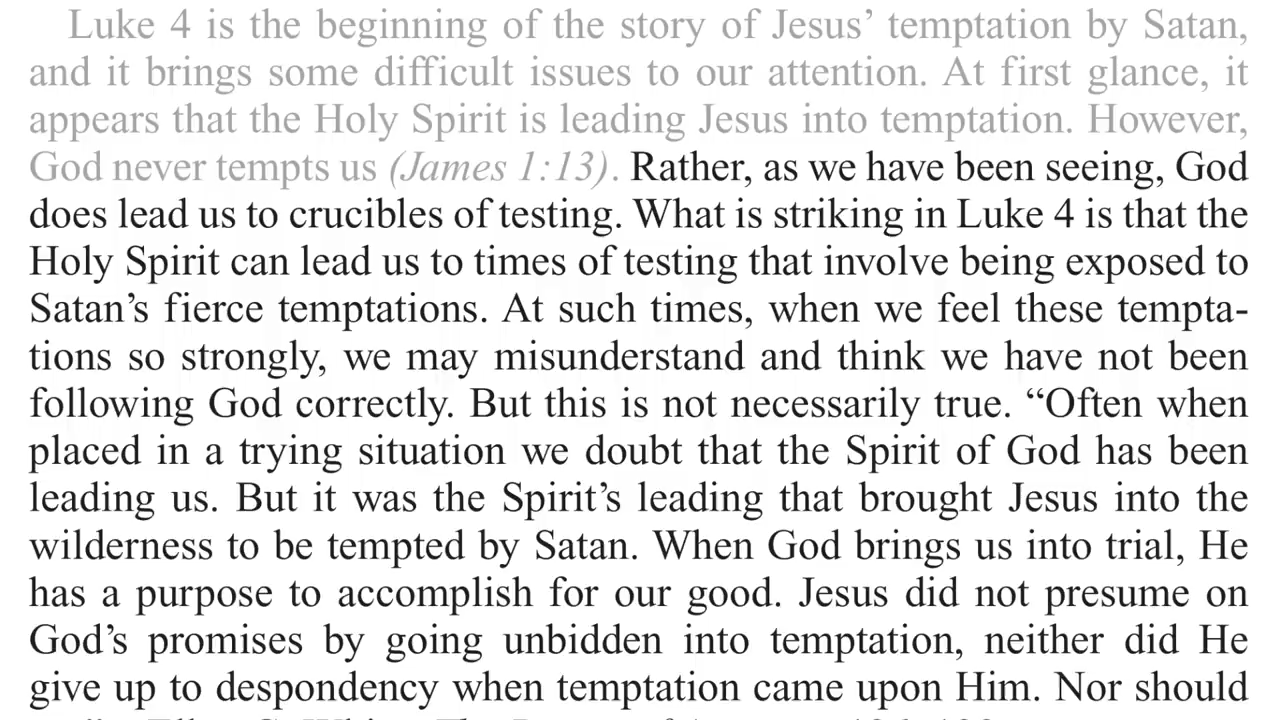 Luke 4 is the beginning of the story of Jesus’ temptation by Satan,
and it brings some difficult issues to our attention. At first glance, it
appears that the Holy Spirit is leading Jesus into temptation. However,
God never tempts us (James 1:13). Rather, as we have been seeing, God
does lead us to crucibles of testing. What is striking in Luke 4 is that the
Holy Spirit can lead us to times of testing that involve being exposed to
Satan’s fierce temptations. At such times, when we feel these tempta-
tions so strongly, we may misunderstand and think we have not been
following God correctly. But this is not necessarily true. “Often when
placed in a trying situation we doubt that the Spirit of God has been
leading us. But it was the Spirit’s leading that brought Jesus into the
wilderness to be tempted by Satan. When God brings us into trial, He
has a purpose to accomplish for our good. Jesus did not presume on
God’s promises by going unbidden into temptation, neither did He
give up to despondency when temptation came upon Him. Nor should